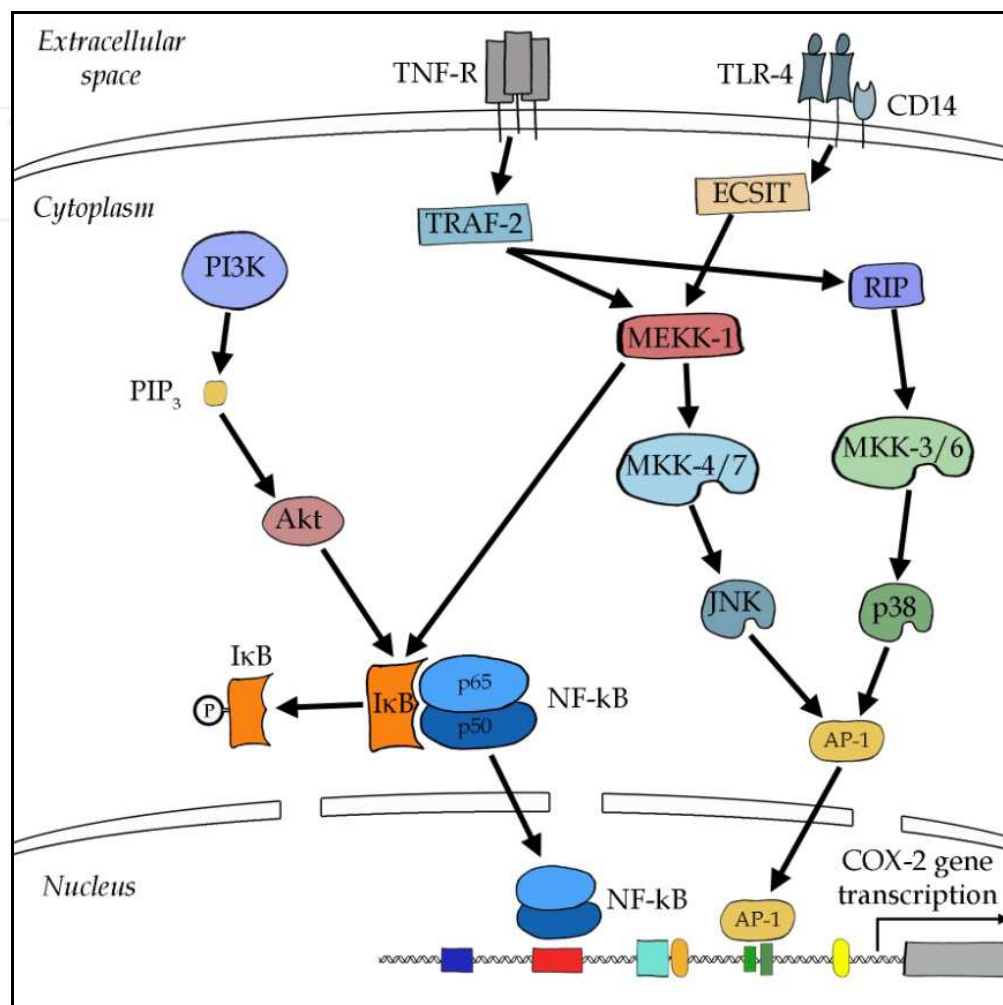 Extracellular
space
TNF-R
TLR-4
CD14
Cytoplasm
ECSIT
TRAF-2
PI3K
RIP
MEKK-1
PIP3
MKK-4/7
MKK-3/6
Akt
JNK
p38
IκB
IκB
p65
p50
NF-kB
P
AP-1
Nucleus
COX-2 gene
transcription
NF-kB
AP-1